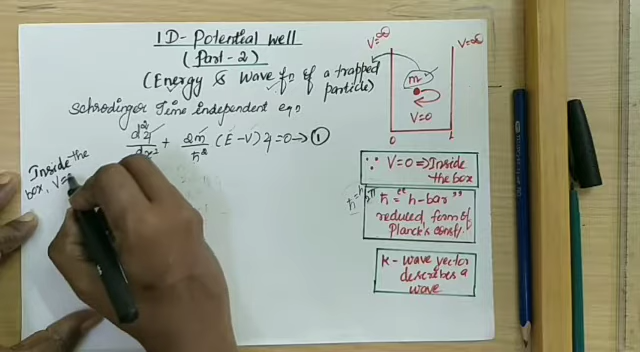 1D- Potential well
(Part-2)
(Energy & wave fn of a trapped
particle)
Schrodinger Time independent eqn
d²ψ/dx² + 2m/ħ² (E-V)ψ=0→①
Inside the
box, V=
V=∞
V=∞
m
V=0
0
L
∵ V=0 ⇒ Inside
the box
ħ = "h-bar"
reduced form of
Planck's const.
K - wave vector
describes a
wave